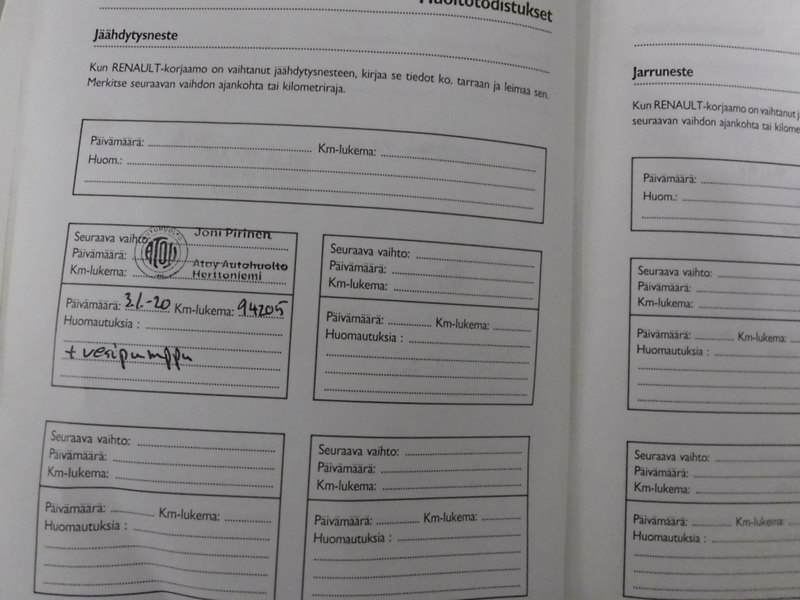 Huoltotodistukset
Jäähdytysneste
Kun RENAULT-korjaamo on vaihtanut jäähdytysnesteen, kirjaa se tiedot ko. tarraan ja leimaa sen.
Merkitse seuraavan vaihdon ajankohta tai kilometriraja.
Päivämäärä: Km-lukema:
Huom.:
Seuraava vaihto: Joni Pirinen
Päivämäärä: ATOY Atoy Autohuolto
Km-lukema: Herttoniemi
Päivämäärä: 3.1.-20 Km-lukema: 94205
Huomautuksia :
+ vesipumppu
Seuraava vaihto:
Päivämäärä:
Km-lukema:
Päivämäärä: Km-lukema:
Huomautuksia :
Seuraava vaihto:
Päivämäärä:
Km-lukema:
Päivämäärä: Km-lukema:
Huomautuksia :
Seuraava vaihto:
Päivämäärä:
Km-lukema:
Päivämäärä: Km-lukema:
Huomautuksia :
Jarruneste
Kun RENAULT-korjaamo on vaihtanut
seuraavan vaihdon ajankohta tai
Päivämäärä:
Huom.:
Seuraava vaihto:
Päivämäärä:
Km-lukema:
Päivämäärä: Km-lukema:
Huomautuksia :
Seuraava vaihto:
Päivämäärä:
Km-lukema:
Päivämäärä: Km-lukema:
Huomautuksia :